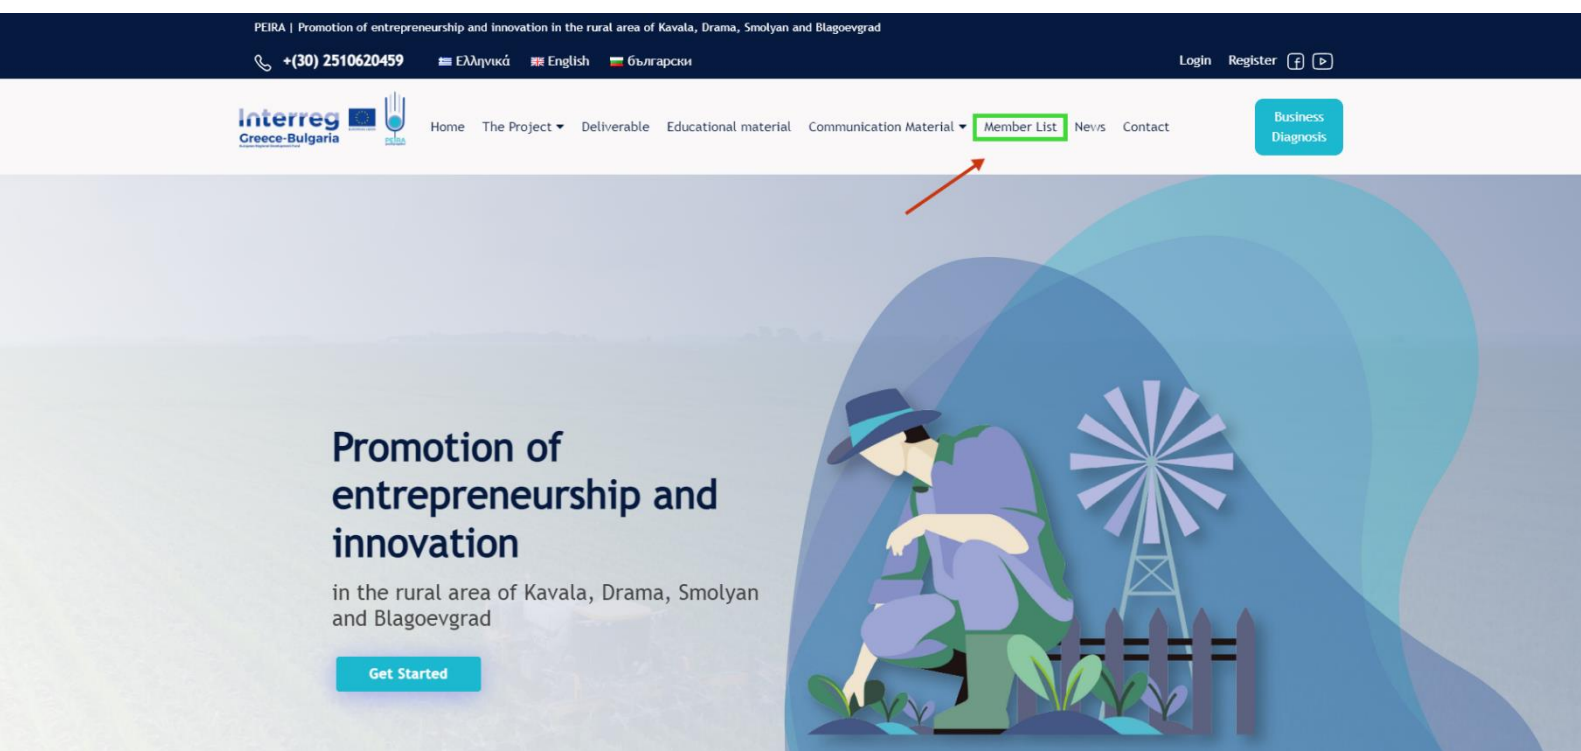 PEIRA | Promotion of entrepreneurship and innovation in the rural area of Kavala, Drama, Smolyan and Blagoevgrad
+(30) 2510620459 Ελληνικά English български Login Register
Interreg
Greece-Bulgaria
PEIRA
Home The Project Deliverable Educational material Communication Material Member List News Contact
Business
Diagnosis
Promotion of
entrepreneurship and
innovation
in the rural area of Kavala, Drama, Smolyan
and Blagoevgrad
Get Started